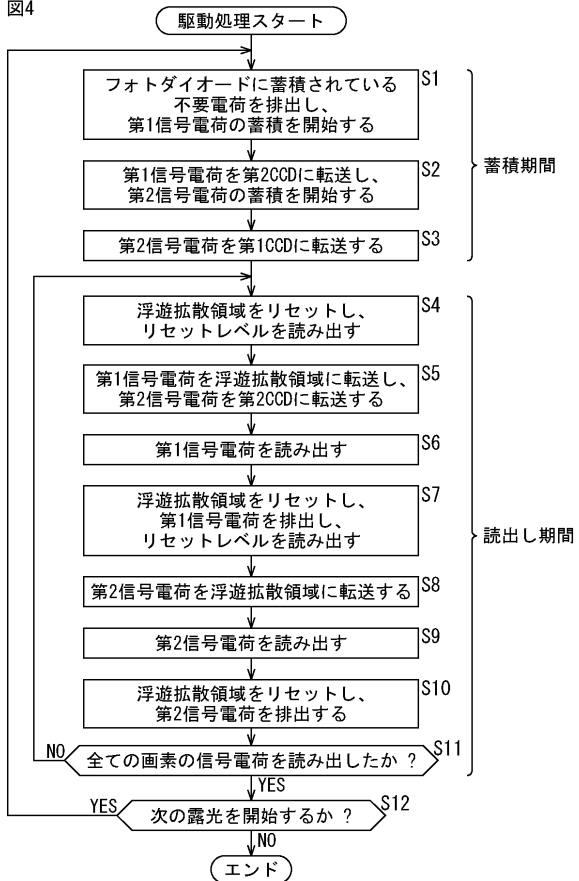 図4
駆動処理スタート
フォトダイオードに蓄積されている
不要電荷を排出し、
第1信号電荷の蓄積を開始する
S1
第1信号電荷を第2CCDに転送し、
第2信号電荷の蓄積を開始する
S2
蓄積期間
第2信号電荷を第1CCDに転送する
S3
浮遊拡散領域をリセットし、
リセットレベルを読み出す
S4
第1信号電荷を浮遊拡散領域に転送し、
第2信号電荷を第2CCDに転送する
S5
第1信号電荷を読み出す
S6
浮遊拡散領域をリセットし、
第1信号電荷を排出し、
リセットレベルを読み出す
S7
読出し期間
第2信号電荷を浮遊拡散領域に転送する
S8
第2信号電荷を読み出す
S9
浮遊拡散領域をリセットし、
第2信号電荷を排出する
S10
NO
全ての画素の信号電荷を読み出したか ?
S11
YES
YES
次の露光を開始するか ?
S12
NO
エンド